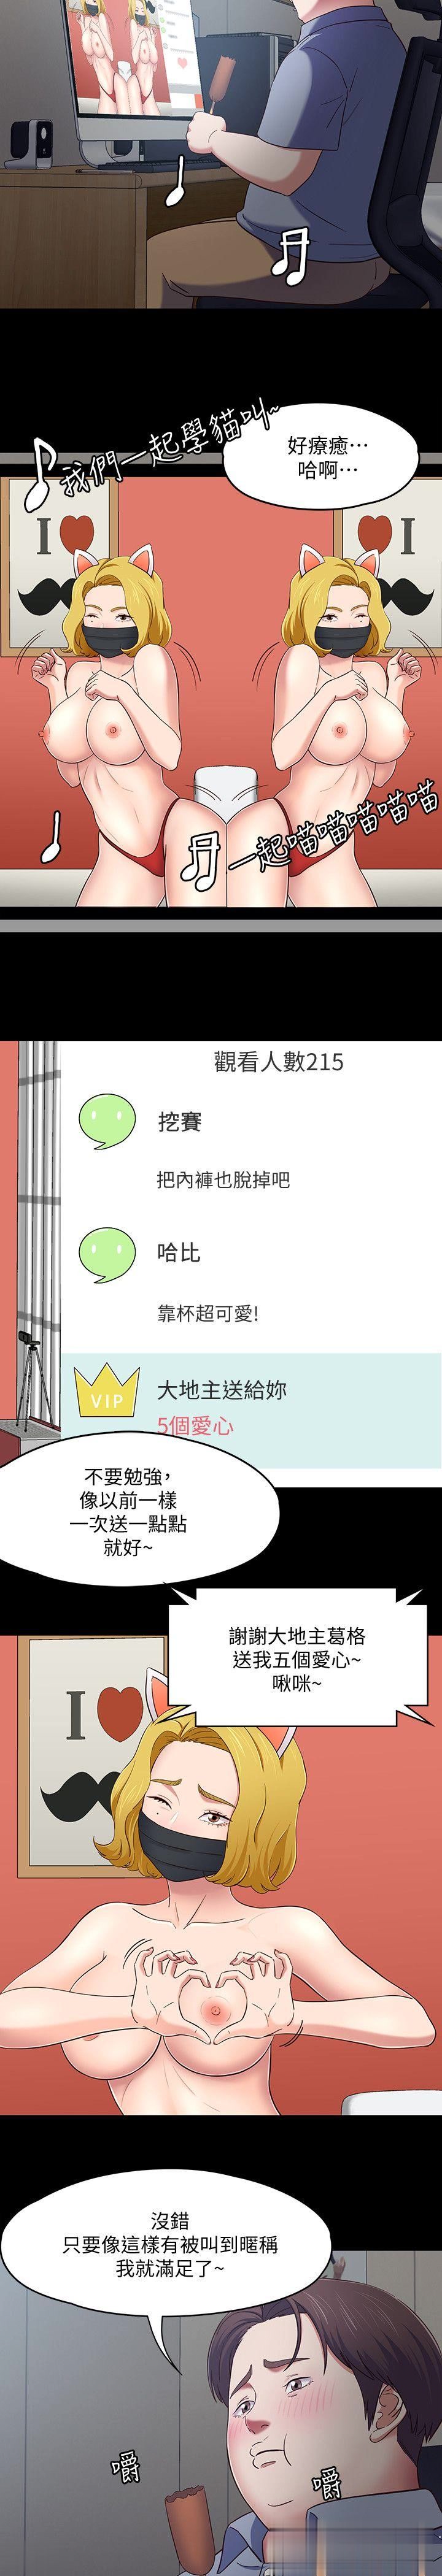 我們一起學貓叫~
好療癒…
哈啊…
I
I
一起喵喵喵喵喵
觀看人數215
挖賽
把內褲也脫掉吧
哈比
靠杯超可愛!
VIP
大地主送給妳
5個愛心
不要勉強,
像以前一樣
一次送一點點
就好~
謝謝大地主葛格
送我五個愛心~
啾咪~
I
沒錯
只要像這樣有被叫到暱稱
我就滿足了~
嚼
嚼